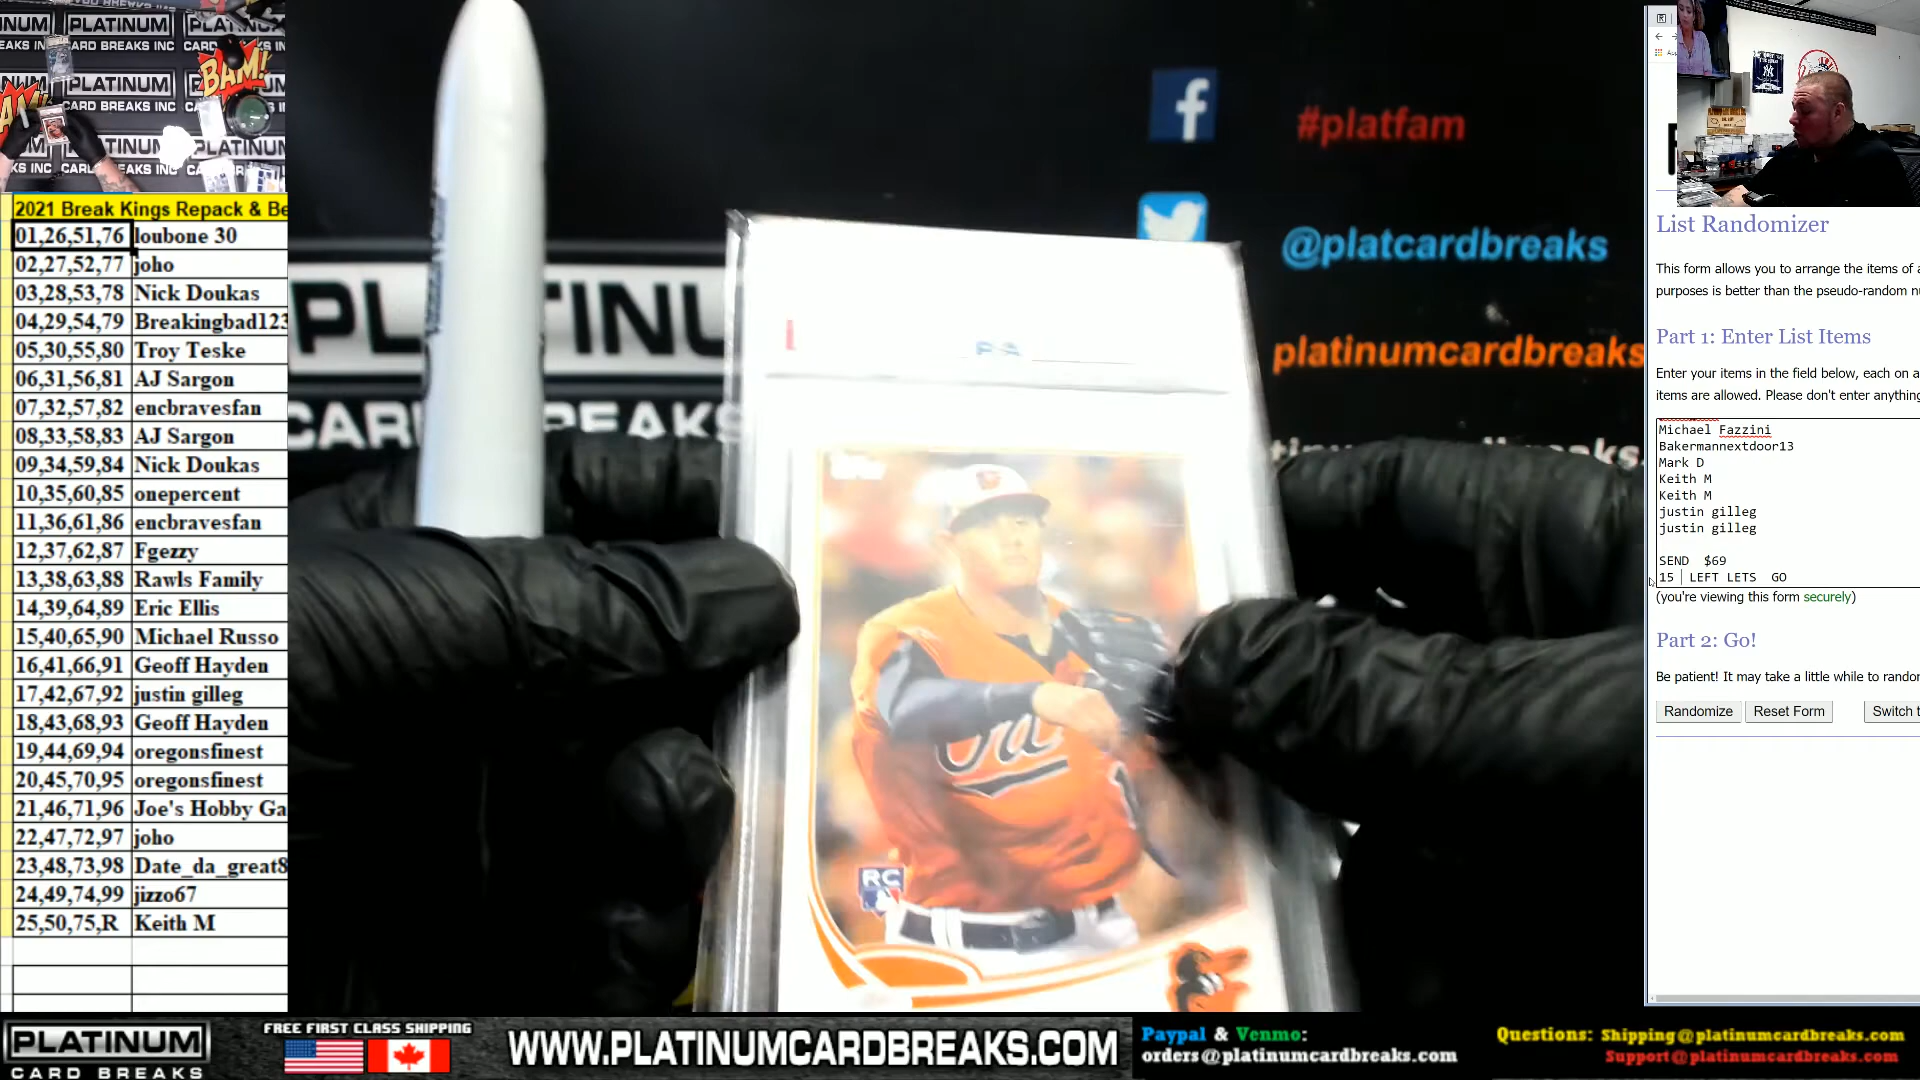 PLATINUM
CARD BREAKS INC
BAM!
2021 Break Kings Repack & Be
01,26,51,76 loubone 30
02,27,52,77 joho
03,28,53,78 Nick Doukas
04,29,54,79 Breakingbad123
05,30,55,80 Troy Teske
06,31,56,81 AJ Sargon
07,32,57,82 encbravesfan
08,33,58,83 AJ Sargon
09,34,59,84 Nick Doukas
10,35,60,85 onepercent
11,36,61,86 encbravesfan
12,37,62,87 Fgezzy
13,38,63,88 Rawls Family
14,39,64,89 Eric Ellis
15,40,65,90 Michael Russo
16,41,66,91 Geoff Hayden
17,42,67,92 justin gilleg
18,43,68,93 Geoff Hayden
19,44,69,94 oregonsfinest
20,45,70,95 oregonsfinest
21,46,71,96 Joe's Hobby Ga
22,47,72,97 joho
23,48,73,98 Date_da_great8
24,49,74,99 jizzo67
25,50,75,R Keith M
#platfam
@platcardbreaks
platinumcardbreaks
PLATINU
CARD BREAKS
RC
List Randomizer
This form allows you to arrange the items of a
purposes is better than the pseudo-random nu
Part 1: Enter List Items
Enter your items in the field below, each on a
items are allowed. Please don't enter anything
Michael Fazzini
Bakermannextdoor13
Mark D
Keith M
Keith M
justin gilleg
justin gilleg
SEND $69
15 LEFT LETS GO
(you're viewing this form securely)
Part 2: Go!
Be patient! It may take a little while to random
Randomize Reset Form Switch t
PLATINUM
CARD BREAKS
FREE FIRST CLASS SHIPPING
WWW.PLATINUMCARDBREAKS.COM
Paypal & Venmo:
orders@platinumcardbreaks.com
Questions: Shipping@platinumcardbreaks.com
Support@platinumcardbreaks.com